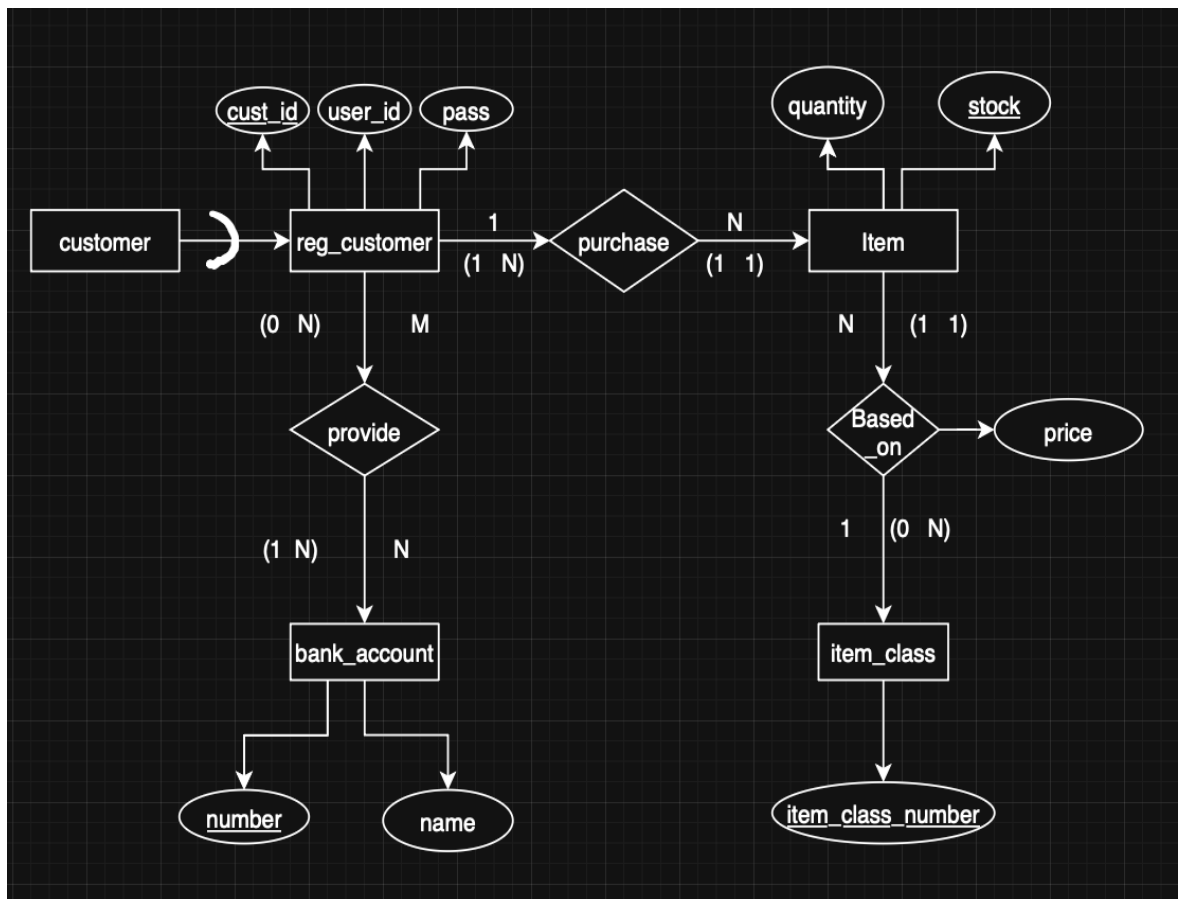 cust_id
user_id
pass
quantity
stock
customer
reg_customer
1
(1 N)
purchase
N
(1 1)
Item
(0 N)
M
N
(1 1)
provide
Based
_on
price
(1 N)
N
1
(0 N)
bank_account
item_class
number
name
item_class_number